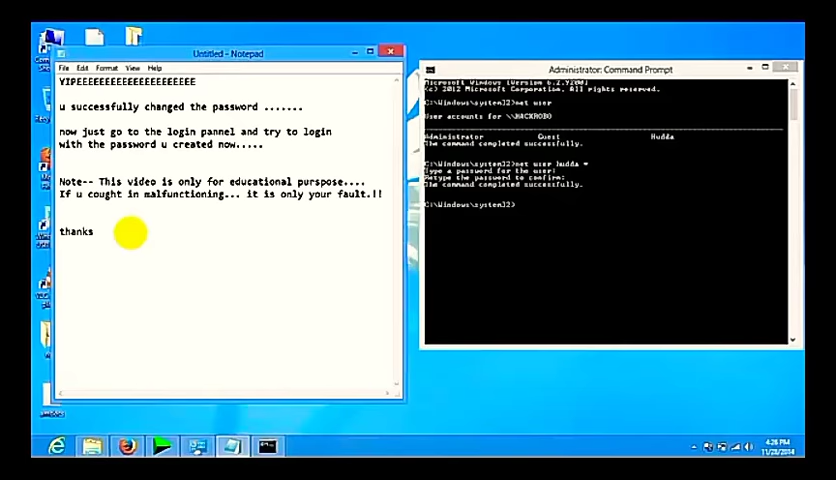 Untitled - Notepad
File Edit Format View Help
YIPEEEEEEEEEEEEEEEEEEEEE
u successfully changed the password .......
now just go to the login pannel and try to login
with the password u created now.....
Note-- This video is only for educational purspose....
If u cought in malfunctioning... it is only your fault.!!
thanks
Administrator: Command Prompt
Microsoft Windows [Version 6.2.9200]
(c) 2012 Microsoft Corporation. All rights reserved.
C:\Windows\system32>net user
User accounts for \\HACKROBO
Administrator Guest Hudda
The command completed successfully.
C:\Windows\system32>net user hudda *
Type a password for the user:
Retype the password to confirm:
The command completed successfully.
C:\Windows\system32>
4:26 PM
11/28/2014